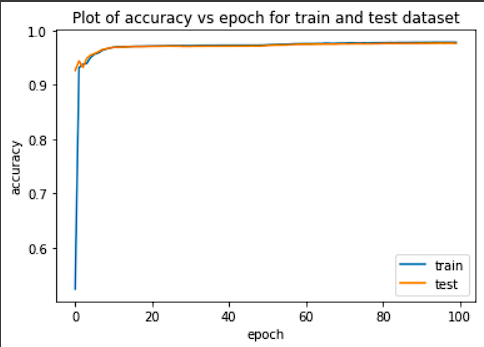 Plot of accuracy vs epoch for train and test dataset
1.0
0.9
0.8
0.7
0.6
accuracy
train
test
0 20 40 60 80 100
epoch